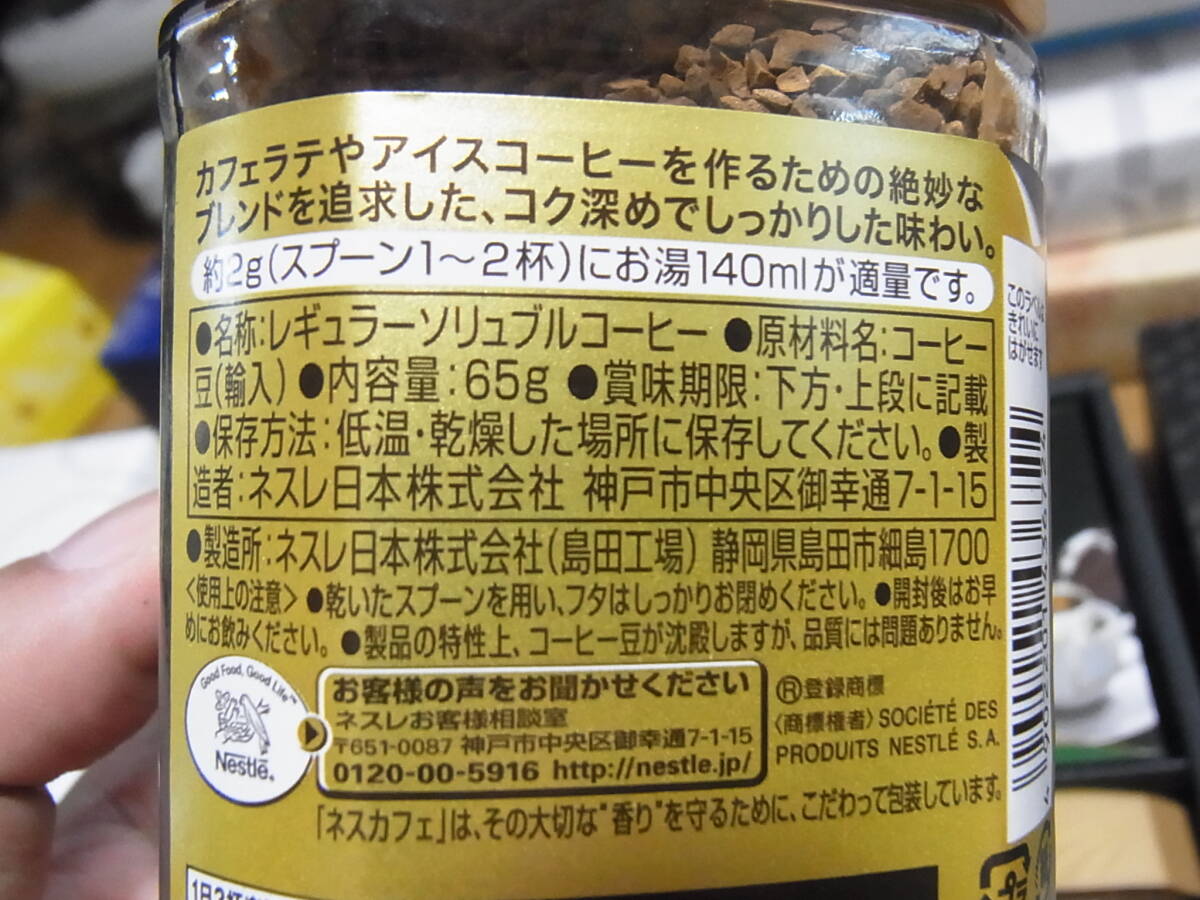 カフェラテやアイスコーヒーを作るための絶妙な
ブレンドを追求した、コク深めでしっかりした味わい。
約2g(スプーン1〜2杯)にお湯140mlが適量です。
●名称:レギュラーソリュブルコーヒー ●原材料名:コーヒー
豆(輸入) ●内容量:65g ●賞味期限:下方・上段に記載
●保存方法:低温・乾燥した場所に保存してください。●製
造者:ネスレ日本株式会社 神戸市中央区御幸通7-1-15
●製造所:ネスレ日本株式会社(島田工場) 静岡県島田市細島1700
〈使用上の注意〉 ●乾いたスプーンを用い、フタはしっかりお閉めください。 ●開封後はお早
めにお飲みください。 ●製品の特性上、コーヒー豆が沈殿しますが、品質には問題ありません。
Good Food, Good Life™
Nestlé®
お客様の声をお聞かせください
ネスレお客様相談室
〒651-0087 神戸市中央区御幸通7-1-15
0120-00-5916 http://nestle.jp/
®登録商標
〈商標権者〉SOCIÉTÉ DES
PRODUITS NESTLÉ S.A.
「ネスカフェ」は、その大切な"香り"を守るために、こだわって包装しています。
このラベルは
きれいに
はがせます
プラ